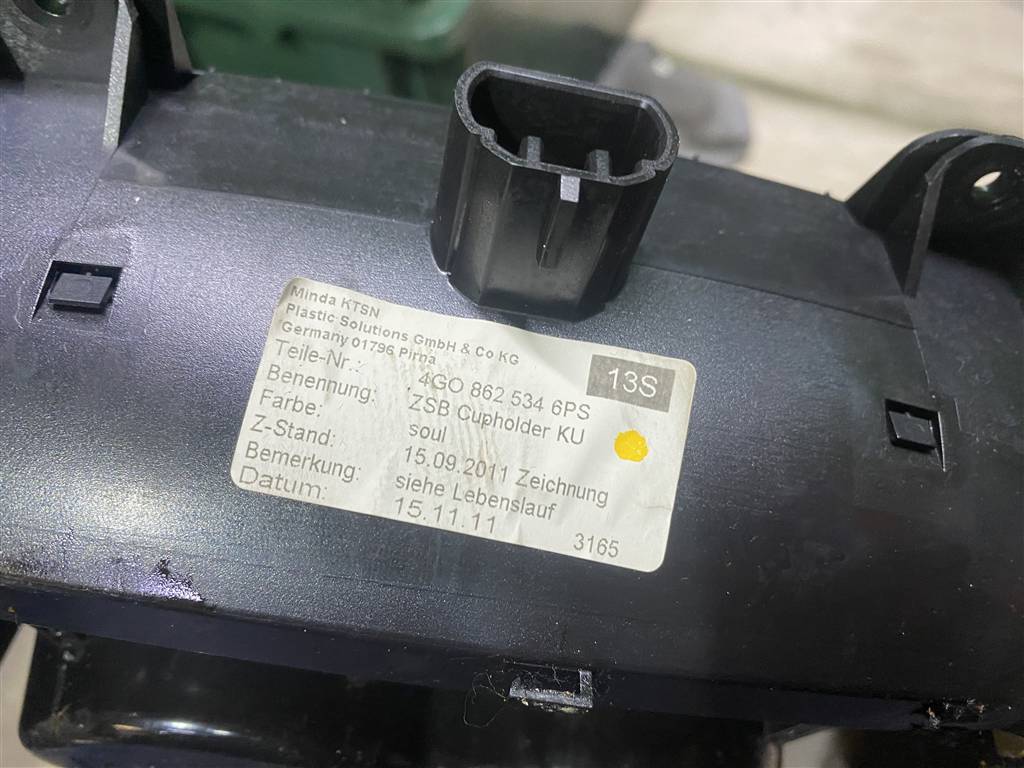 Minda KTSN
Plastic Solutions GmbH & Co KG
Germany 01796 Pirna
13S
Teile-Nr.: 4GO 862 534 6PS
Benennung: ZSB Cupholder KU
Farbe: soul
Z-Stand: 15.09.2011 Zeichnung
Bemerkung: siehe Lebenslauf
Datum: 15.11.11
3165